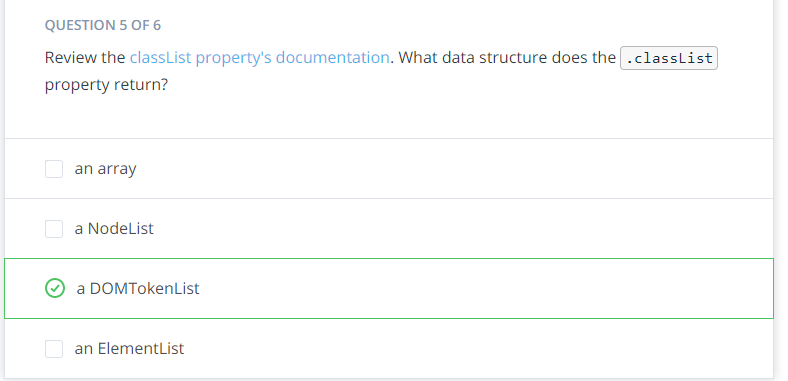 QUESTION 5 OF 6
Review the classList property's documentation. What data structure does the .classList
property return?
an array
a NodeList
a DOMTokenList
an ElementList